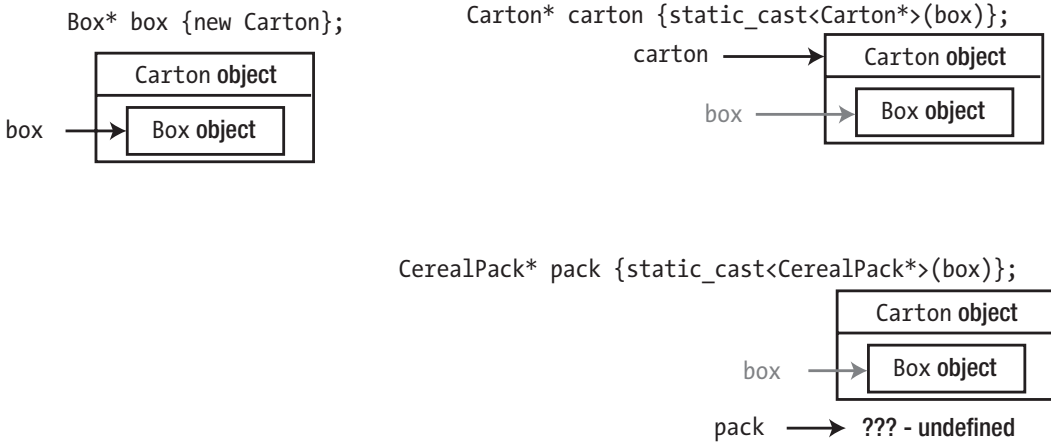 Box* box {new Carton};
Carton object
box
Box object
Carton* carton {static_cast<Carton*>(box)};
carton
Carton object
box
Box object
CerealPack* pack {static_cast<CerealPack*>(box)};
Carton object
box
Box object
pack
??? - undefined